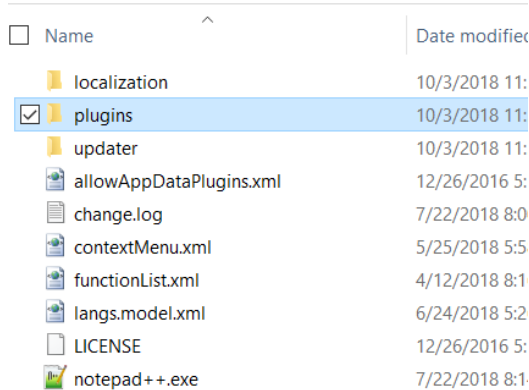 Name Date modified
localization 10/3/2018 11:
plugins 10/3/2018 11:
updater 10/3/2018 11:
allowAppDataPlugins.xml 12/26/2016 5:
change.log 7/22/2018 8:0
contextMenu.xml 5/25/2018 5:5
functionList.xml 4/12/2018 8:1
langs.model.xml 6/24/2018 5:2
LICENSE 12/26/2016 5:
notepad++.exe 7/22/2018 8:1